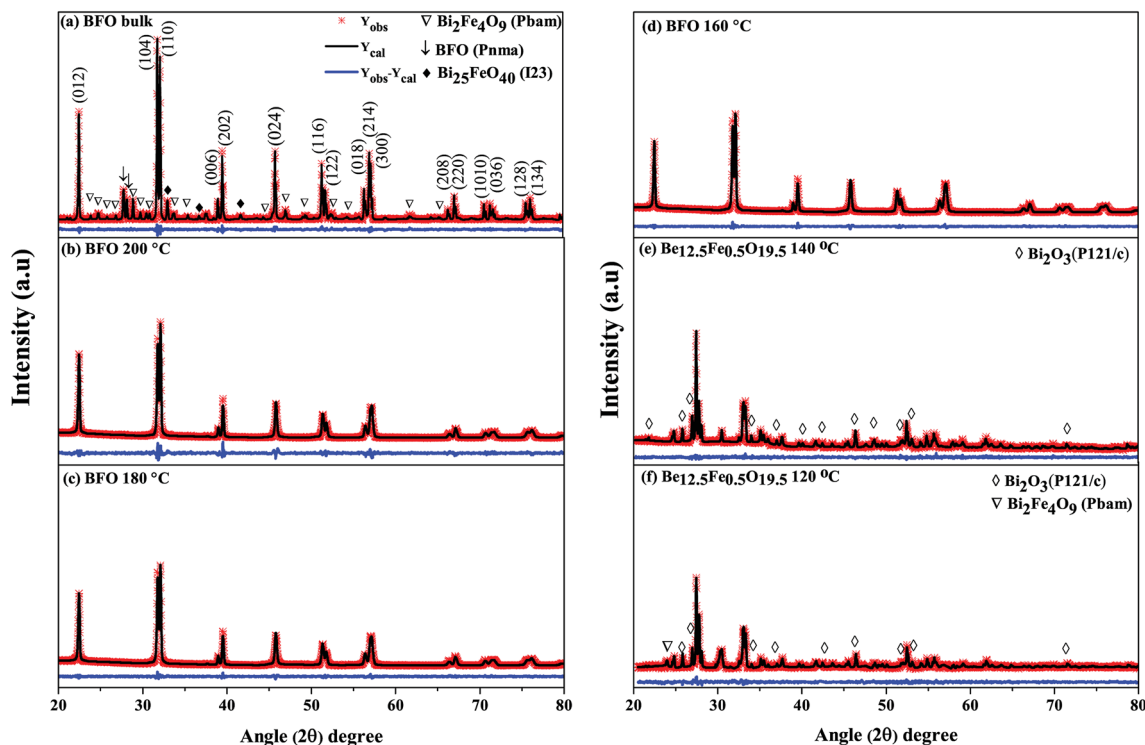 (a) BFO bulk
Yobs
Ycal
Yobs-Ycal
Bi2Fe4O9 (Pbam)
BFO (Pnma)
Bi25FeO40 (I23)
(012)
(104)
(110)
(006)
(202)
(024)
(116)
(122)
(018)
(214)
(300)
(208)
(220)
(1010)
(036)
(128)
(134)
(b) BFO 200 °C
(c) BFO 180 °C
Intensity (a.u)
20 30 40 50 60 70 80
Angle (2θ) degree
(d) BFO 160 °C
(e) Be12.5Fe0.5O19.5 140 °C
Bi2O3(P121/c)
(f) Be12.5Fe0.5O19.5 120 °C
Bi2O3(P121/c)
Bi2Fe4O9 (Pbam)
Intensity (a.u)
20 30 40 50 60 70 80
Angle (2θ) degree